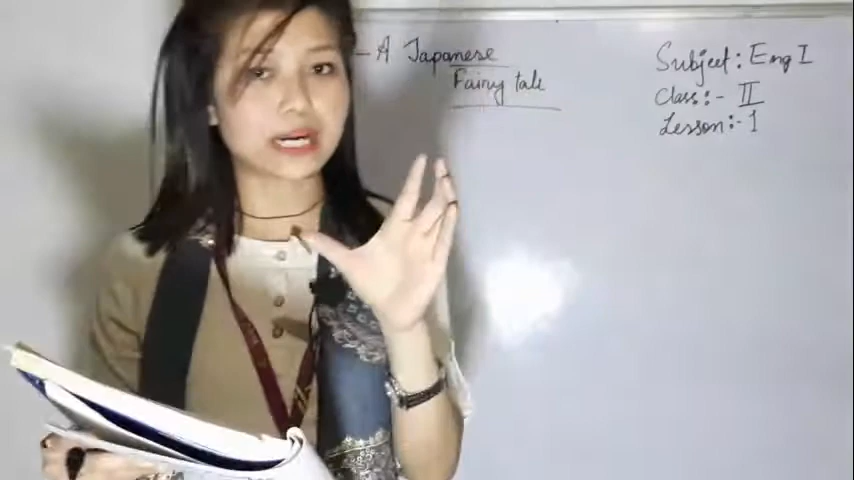 - A Japanese
Fairy tale
Subject: Eng I
Class:- II
Lesson:- 1